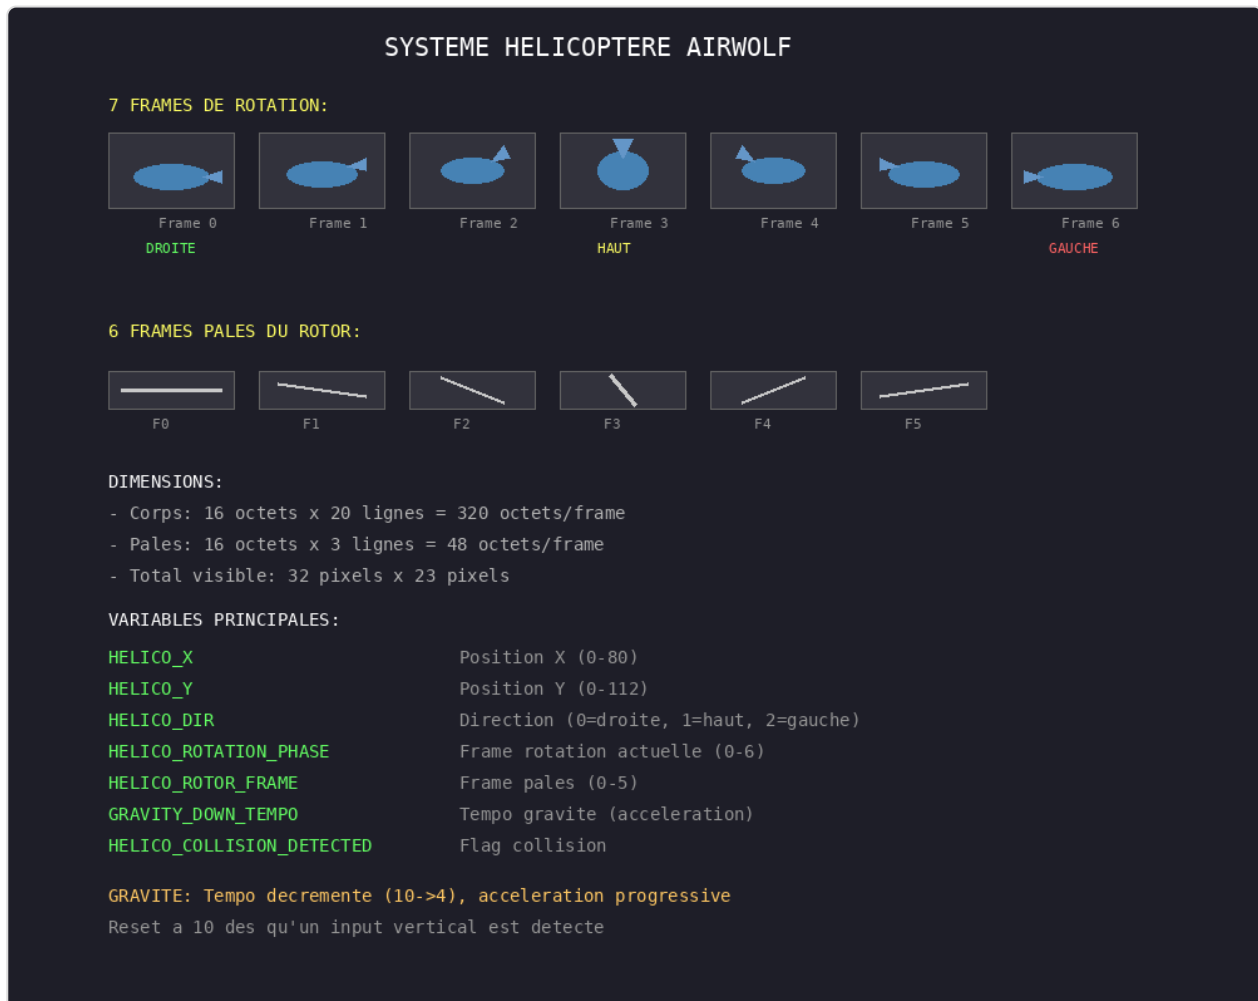 SYSTEME HELICOPTERE AIRWOLF
7 FRAMES DE ROTATION:
Frame 0 Frame 1 Frame 2 Frame 3 Frame 4 Frame 5 Frame 6
DROITE HAUT GAUCHE
6 FRAMES PALES DU ROTOR:
F0 F1 F2 F3 F4 F5
DIMENSIONS:
- Corps: 16 octets x 20 lignes = 320 octets/frame
- Pales: 16 octets x 3 lignes = 48 octets/frame
- Total visible: 32 pixels x 23 pixels
VARIABLES PRINCIPALES:
HELICO_X Position X (0-80)
HELICO_Y Position Y (0-112)
HELICO_DIR Direction (0=droite, 1=haut, 2=gauche)
HELICO_ROTATION_PHASE Frame rotation actuelle (0-6)
HELICO_ROTOR_FRAME Frame pales (0-5)
GRAVITY_DOWN_TEMPO Tempo gravite (acceleration)
HELICO_COLLISION_DETECTED Flag collision
GRAVITE: Tempo decremente (10->4), acceleration progressive
Reset a 10 des qu'un input vertical est detecte